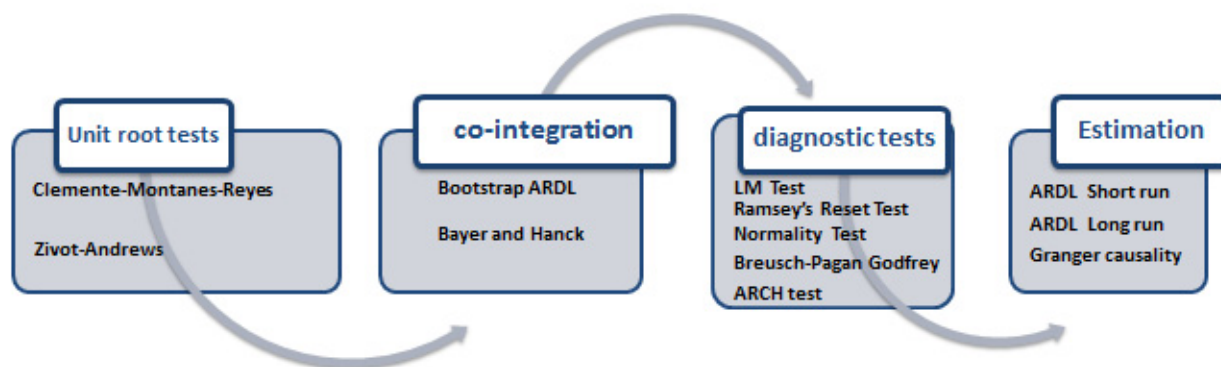 Unit root tests
Clemente-Montanes-Reyes
Zivot-Andrews
co-integration
Bootstrap ARDL
Bayer and Hanck
diagnostic tests
LM Test
Ramsey's Reset Test
Normality Test
Breusch-Pagan Godfrey
ARCH test
Estimation
ARDL Short run
ARDL Long run
Granger causality